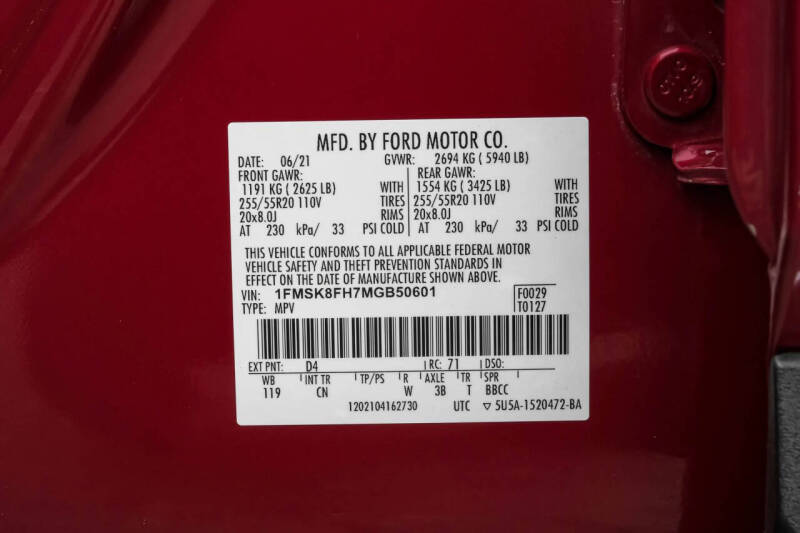 MFD. BY FORD MOTOR CO.
DATE: 06/21 GVWR: 2694 KG ( 5940 LB)
FRONT GAWR: REAR GAWR:
1191 KG ( 2625 LB) WITH 1554 KG ( 3425 LB) WITH
255/55R20 110V TIRES 255/55R20 110V TIRES
20x8.0J RIMS 20x8.0J RIMS
AT 230 kPa/ 33 PSI COLD AT 230 kPa/ 33 PSI COLD
THIS VEHICLE CONFORMS TO ALL APPLICABLE FEDERAL MOTOR
VEHICLE SAFETY AND THEFT PREVENTION STANDARDS IN
EFFECT ON THE DATE OF MANUFACTURE SHOWN ABOVE.
VIN: 1FMSK8FH7MGB50601 F0029
TYPE: MPV T0127
EXT PNT: D4 RC: 71 DSO:
WB INT TR TP/PS R AXLE TR SPR
119 CN W 3B T BBCC
1202104162730 UTC ▽ 5U5A-1520472-BA